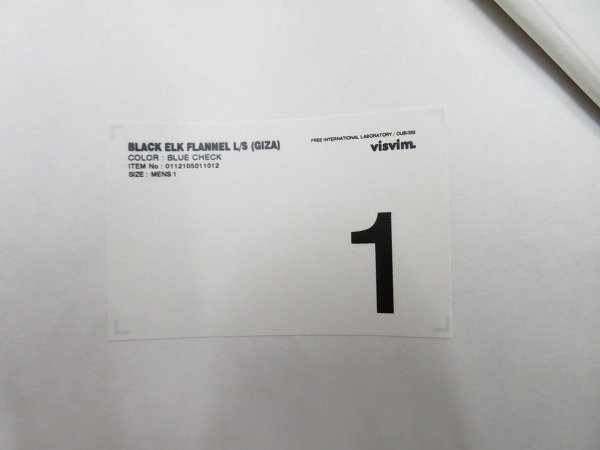 BLACK ELK FLANNEL L/S (GIZA)
COLOR : BLUE CHECK
ITEM No : 0112105011012
SIZE : MENS 1
FREE INTERNATIONAL LABORATORY / CUBISM
visvim.
1